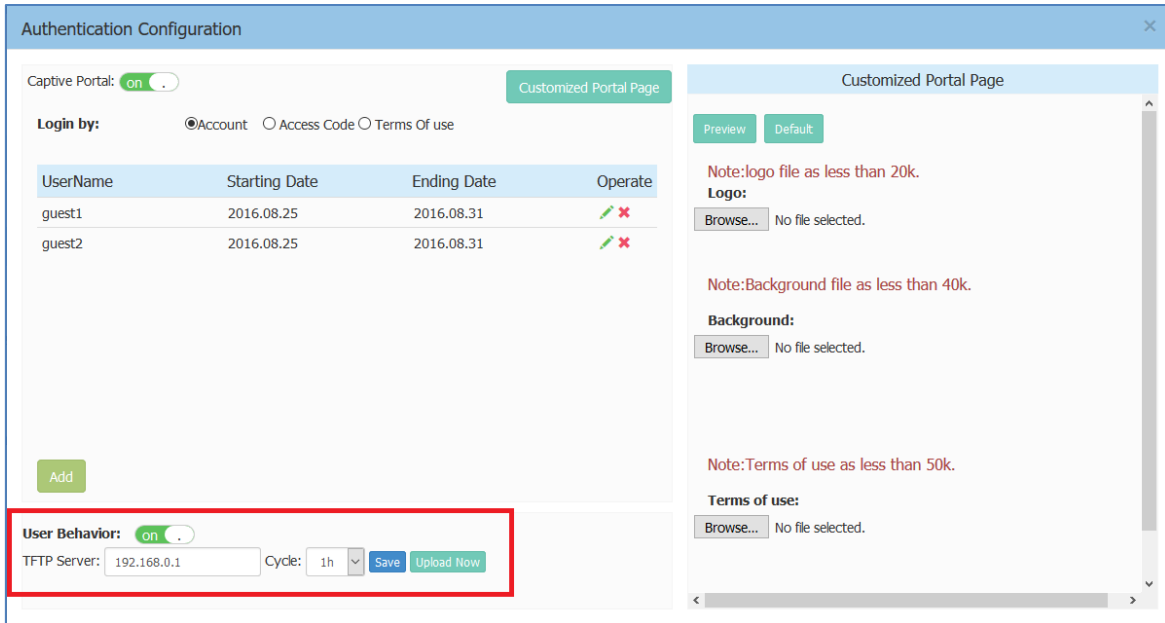 Authentication Configuration
Captive Portal: on .
Customized Portal Page
Login by: Account Access Code Terms Of use
UserName Starting Date Ending Date Operate
guest1 2016.08.25 2016.08.31
guest2 2016.08.25 2016.08.31
Add
User Behavior: on .
TFTP Server: 192.168.0.1 Cycle: 1h Save Upload Now
Customized Portal Page
Preview Default
Note:logo file as less than 20k.
Logo:
Browse... No file selected.
Note:Background file as less than 40k.
Background:
Browse... No file selected.
Note:Terms of use as less than 50k.
Terms of use:
Browse... No file selected.